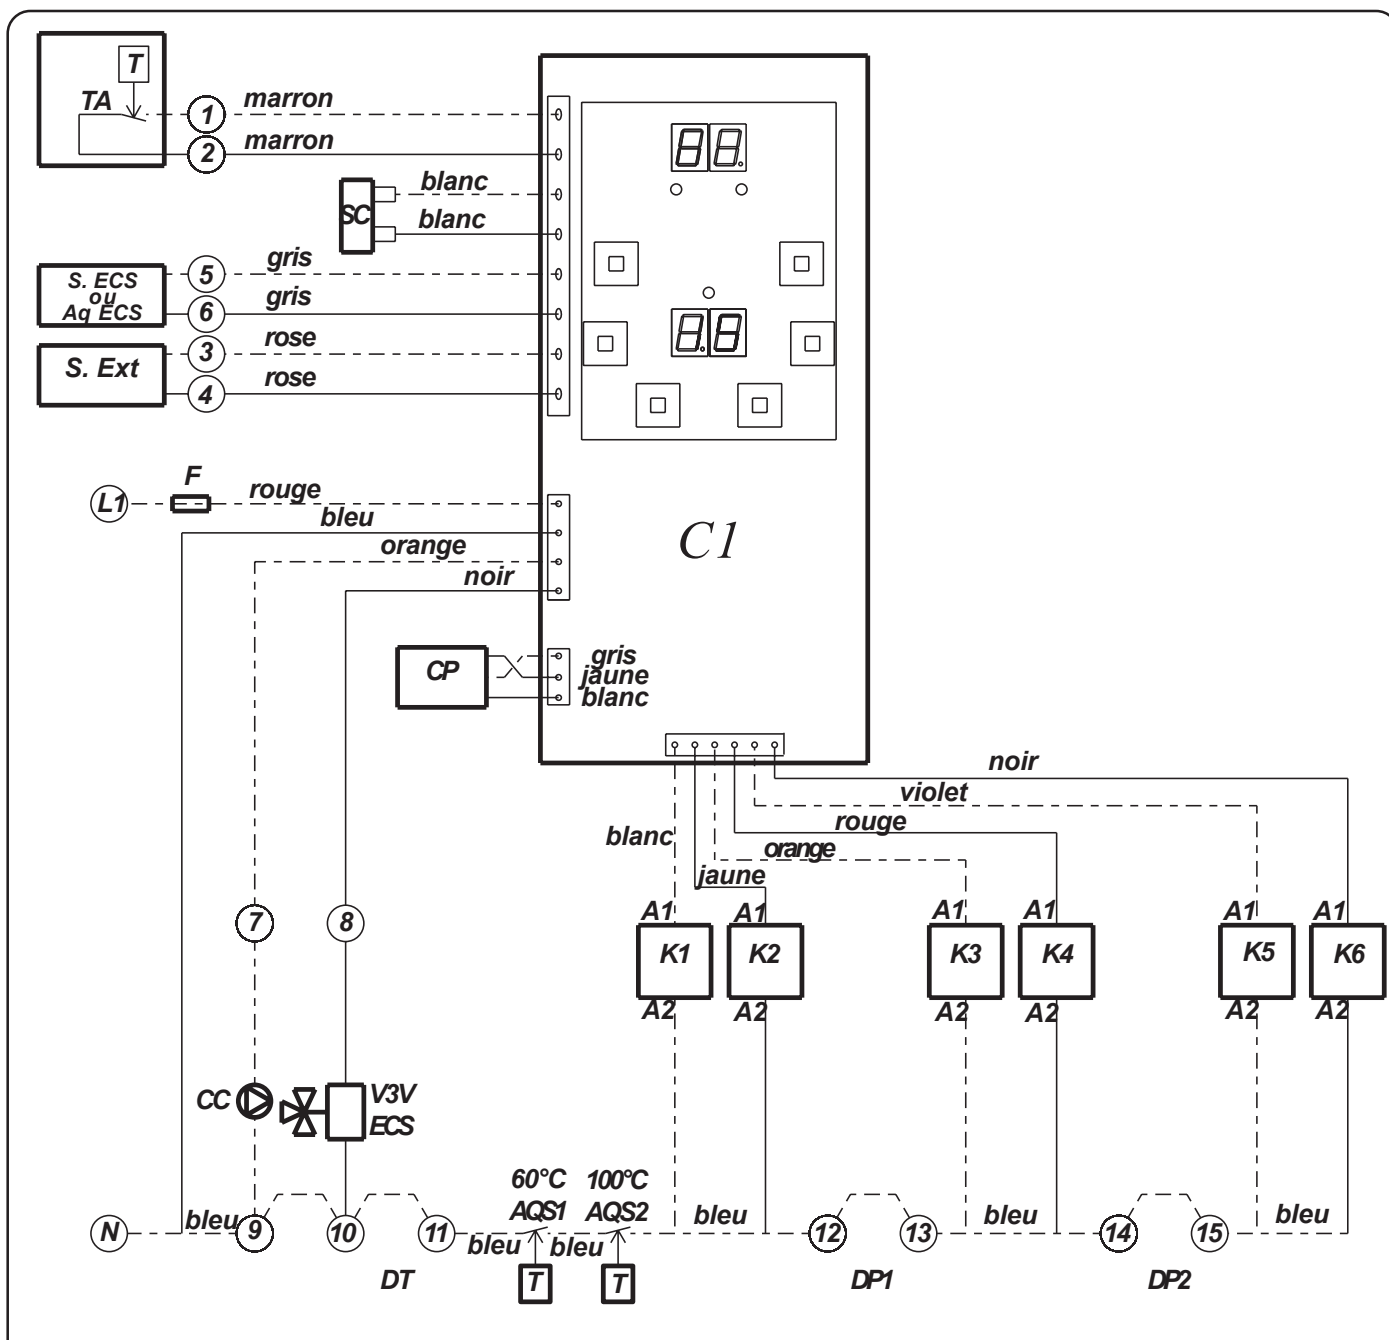 T
TA
1
marron
2
marron
SC
blanc
blanc
S. ECS
ou
Aq ECS
5
gris
6
gris
S. Ext
3
rose
4
rose
L1
F
rouge
bleu
orange
noir
C1
CP
gris
jaune
blanc
noir
violet
rouge
orange
blanc
jaune
7
8
A1
K1
A2
A1
K2
A2
A1
K3
A2
A1
K4
A2
A1
K5
A2
A1
K6
A2
CC
V3V
ECS
60°C
AQS1
100°C
AQS2
N
bleu
9
10
11
bleu
bleu
bleu
12
13
bleu
14
15
bleu
DT
T
T
DP1
DP2